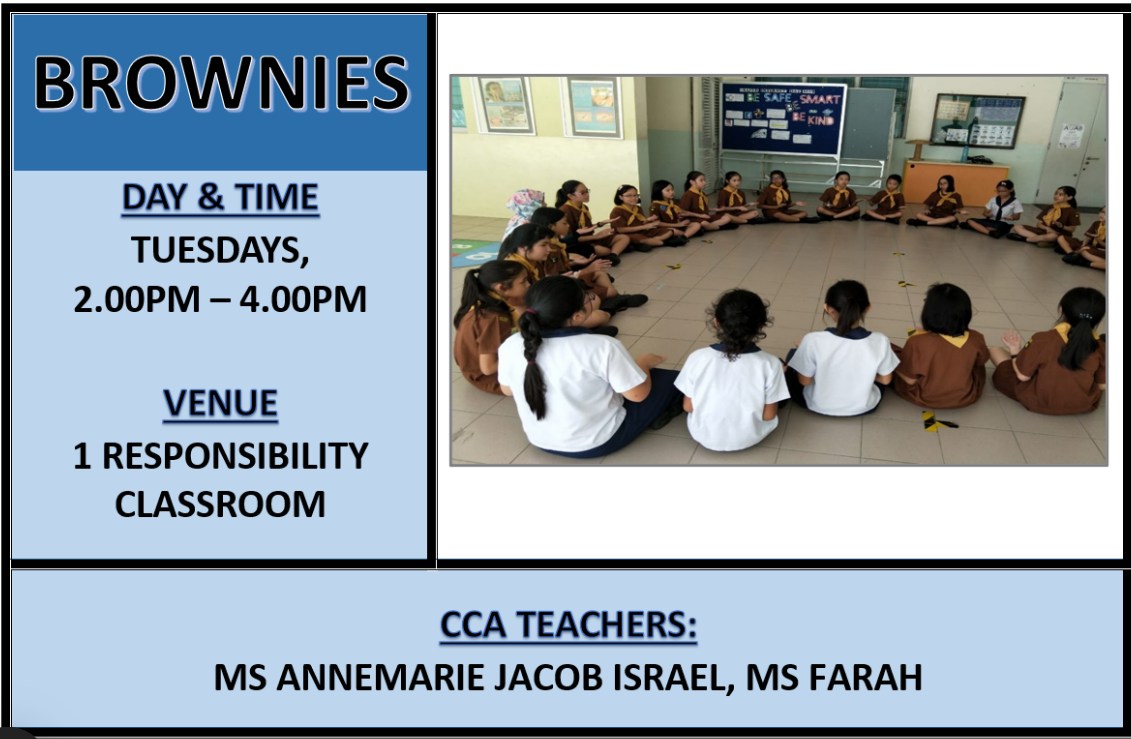 BROWNIES
DAY & TIME
TUESDAYS,
2.00PM – 4.00PM
VENUE
1 RESPONSIBILITY
CLASSROOM
BE SAFE, SMART
BE KIND
CCA TEACHERS:
MS ANNEMARIE JACOB ISRAEL, MS FARAH